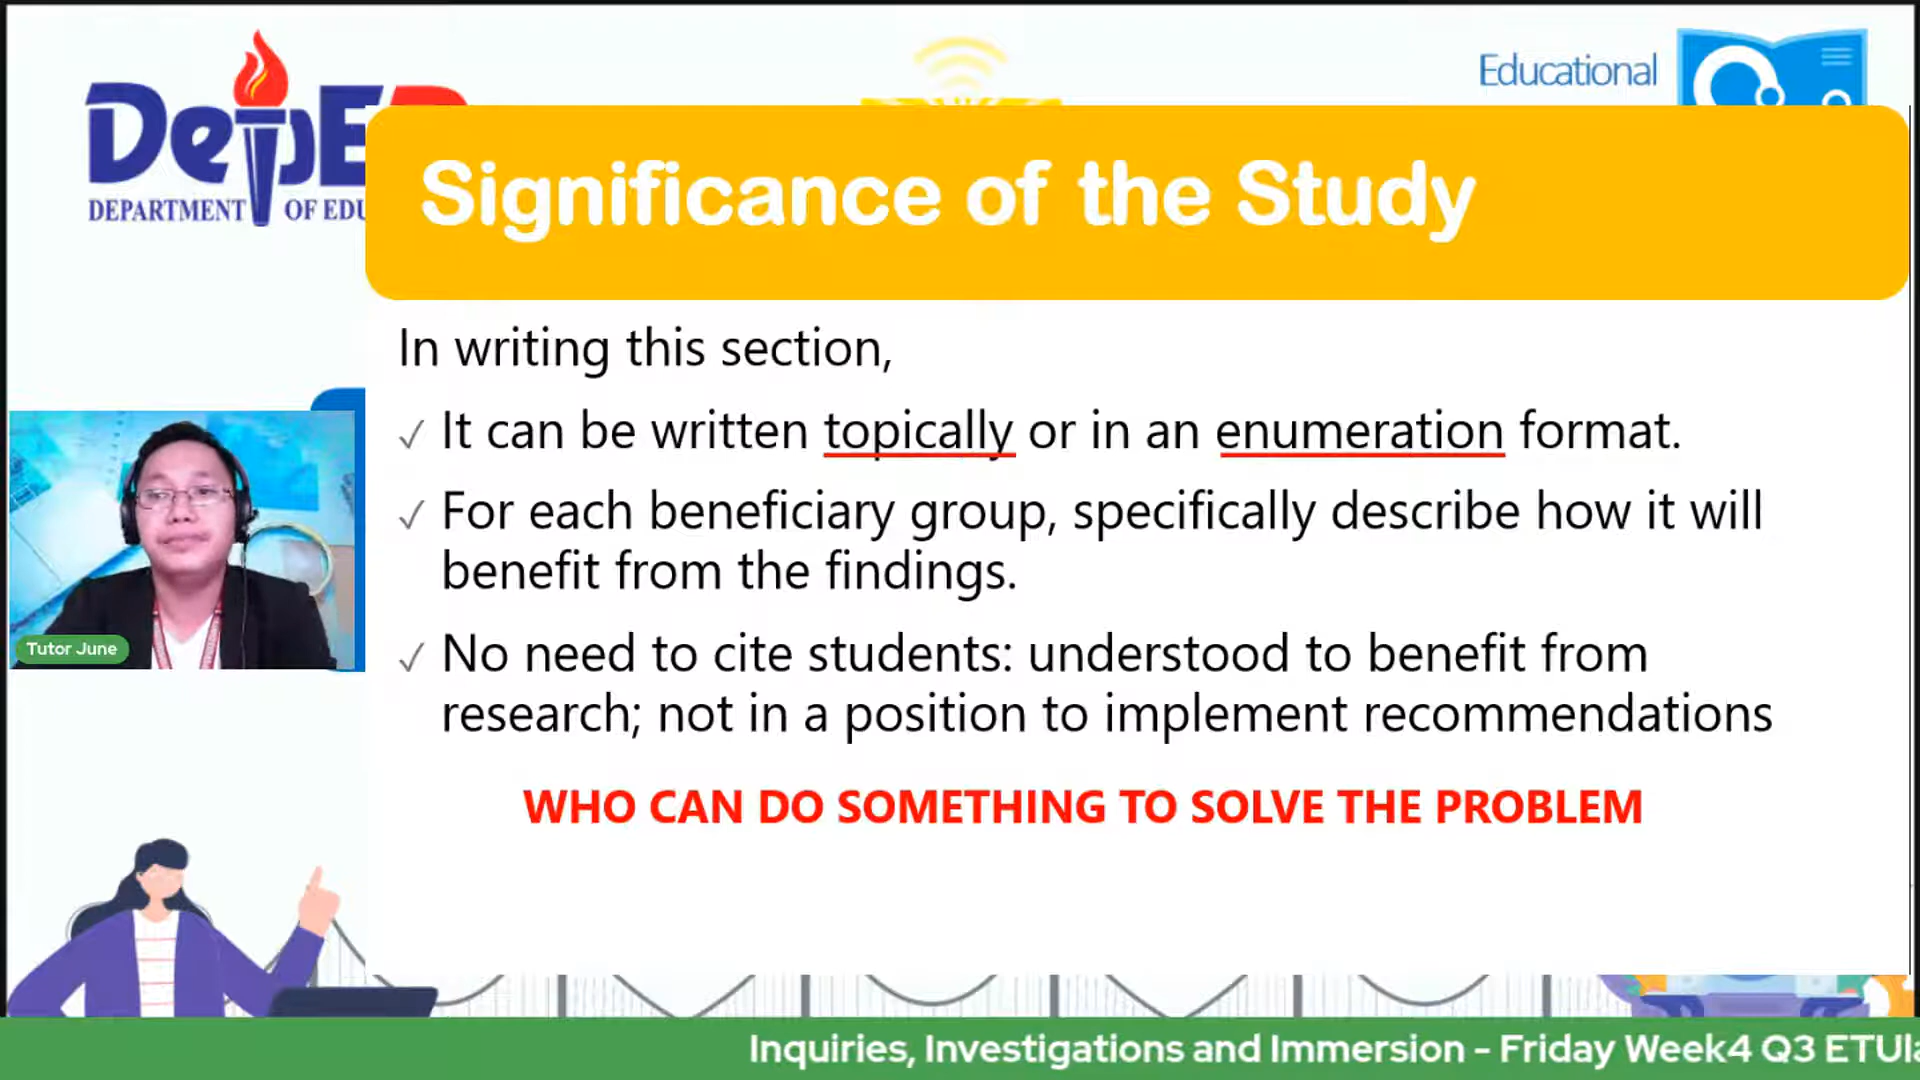 DepED
DEPARTMENT OF EDU
Educational
Significance of the Study
In writing this section,
✓ It can be written topically or in an enumeration format.
✓ For each beneficiary group, specifically describe how it will
benefit from the findings.
✓ No need to cite students: understood to benefit from
research; not in a position to implement recommendations
WHO CAN DO SOMETHING TO SOLVE THE PROBLEM
Tutor June
Inquiries, Investigations and Immersion - Friday Week4 Q3 ETUla